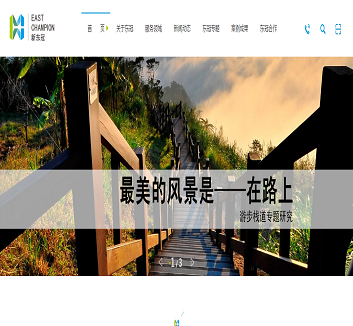 EAST
CHAMPION
新东冠
首 页 关于东冠 服务领域 新闻动态 东冠专题 案例成果 东冠合作
最美的风景是——在路上
游步栈道专题研究
1/3